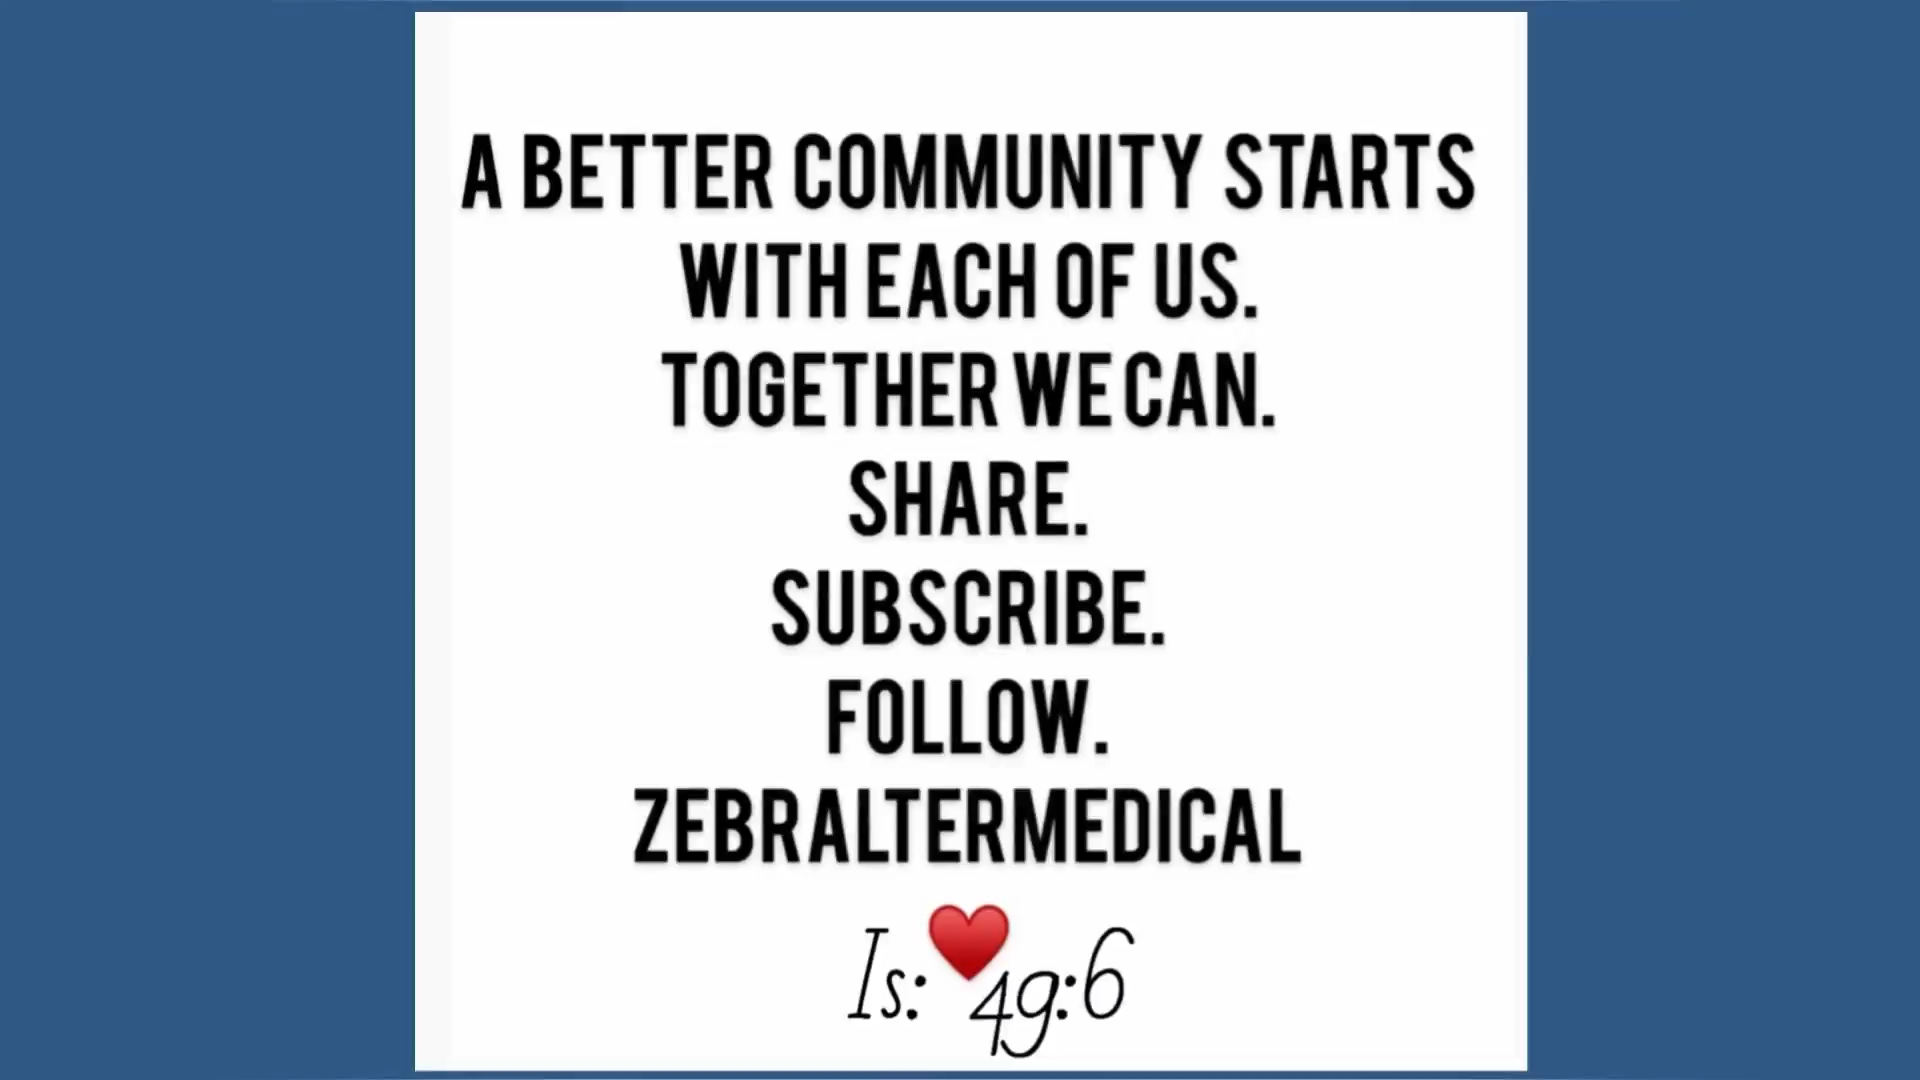 A BETTER COMMUNITY STARTS
WITH EACH OF US.
TOGETHER WE CAN.
SHARE.
SUBSCRIBE.
FOLLOW.
ZEBRALTERMEDICAL
Is: ♥️ 49:6